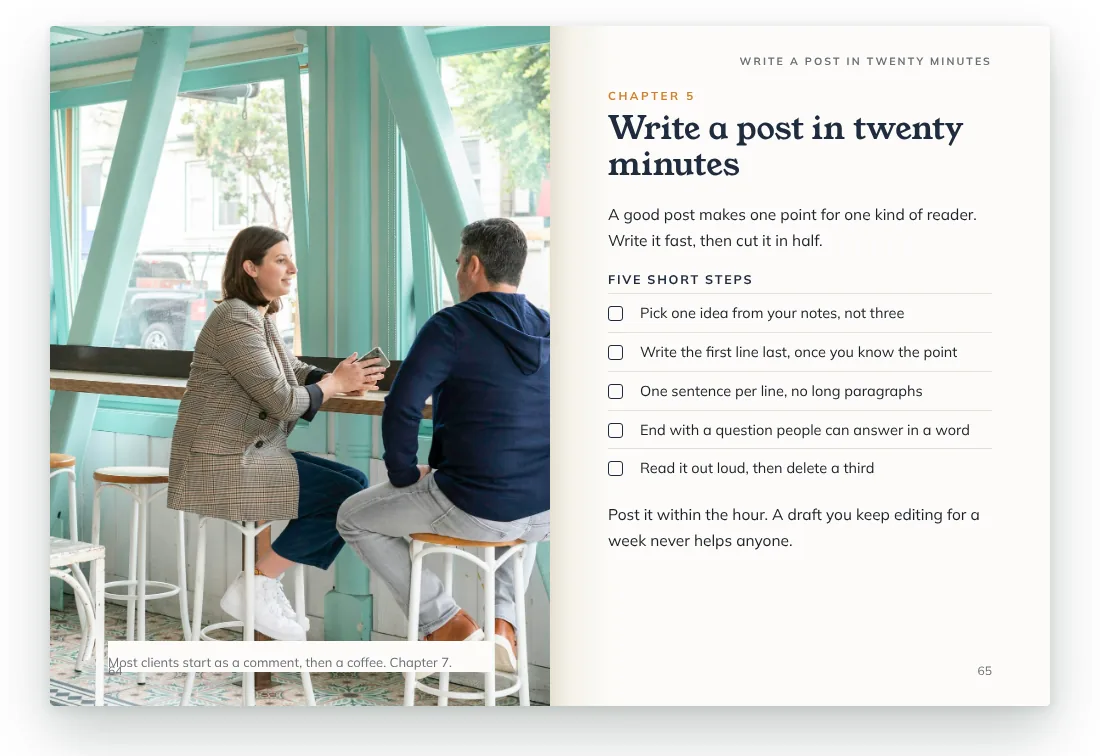 Most clients start as a comment, then a coffee. Chapter 7.
64
WRITE A POST IN TWENTY MINUTES
CHAPTER 5
Write a post in twenty
minutes
A good post makes one point for one kind of reader.
Write it fast, then cut it in half.
FIVE SHORT STEPS
Pick one idea from your notes, not three
Write the first line last, once you know the point
One sentence per line, no long paragraphs
End with a question people can answer in a word
Read it out loud, then delete a third
Post it within the hour. A draft you keep editing for a
week never helps anyone.
65